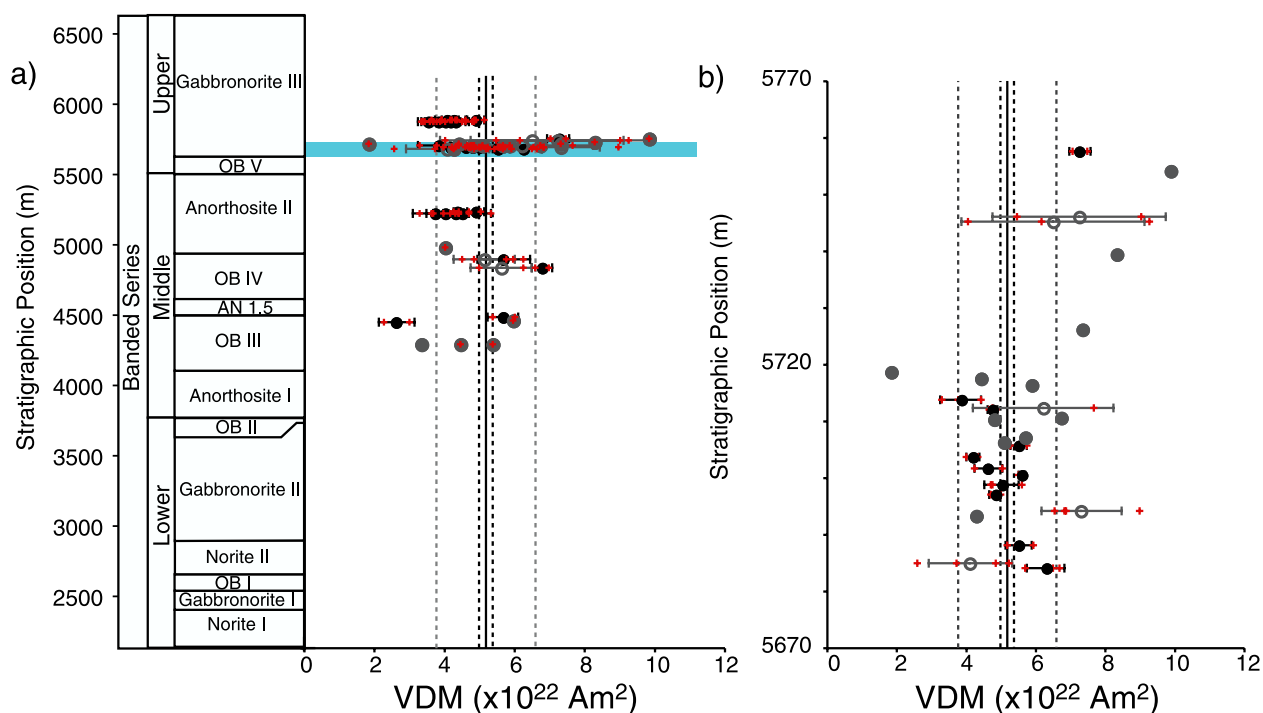 a)
Stratigraphic Position (m)
6500
6000
5500
5000
4500
4000
3500
3000
2500
Banded Series
Upper
Middle
Lower
Gabbronorite III
OB V
Anorthosite II
OB IV
AN 1.5
OB III
Anorthosite I
OB II
Gabbronorite II
Norite II
OB I
Gabbronorite I
Norite I
0 2 4 6 8 10 12
VDM (x10²² Am²)
b)
Stratigraphic Position (m)
5770
5720
5670
0 2 4 6 8 10 12
VDM (x10²² Am²)